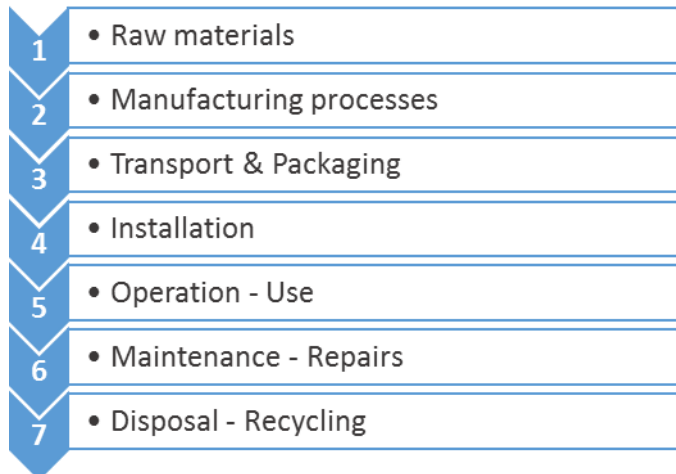 1 • Raw materials
2 • Manufacturing processes
3 • Transport & Packaging
4 • Installation
5 • Operation - Use
6 • Maintenance - Repairs
7 • Disposal - Recycling